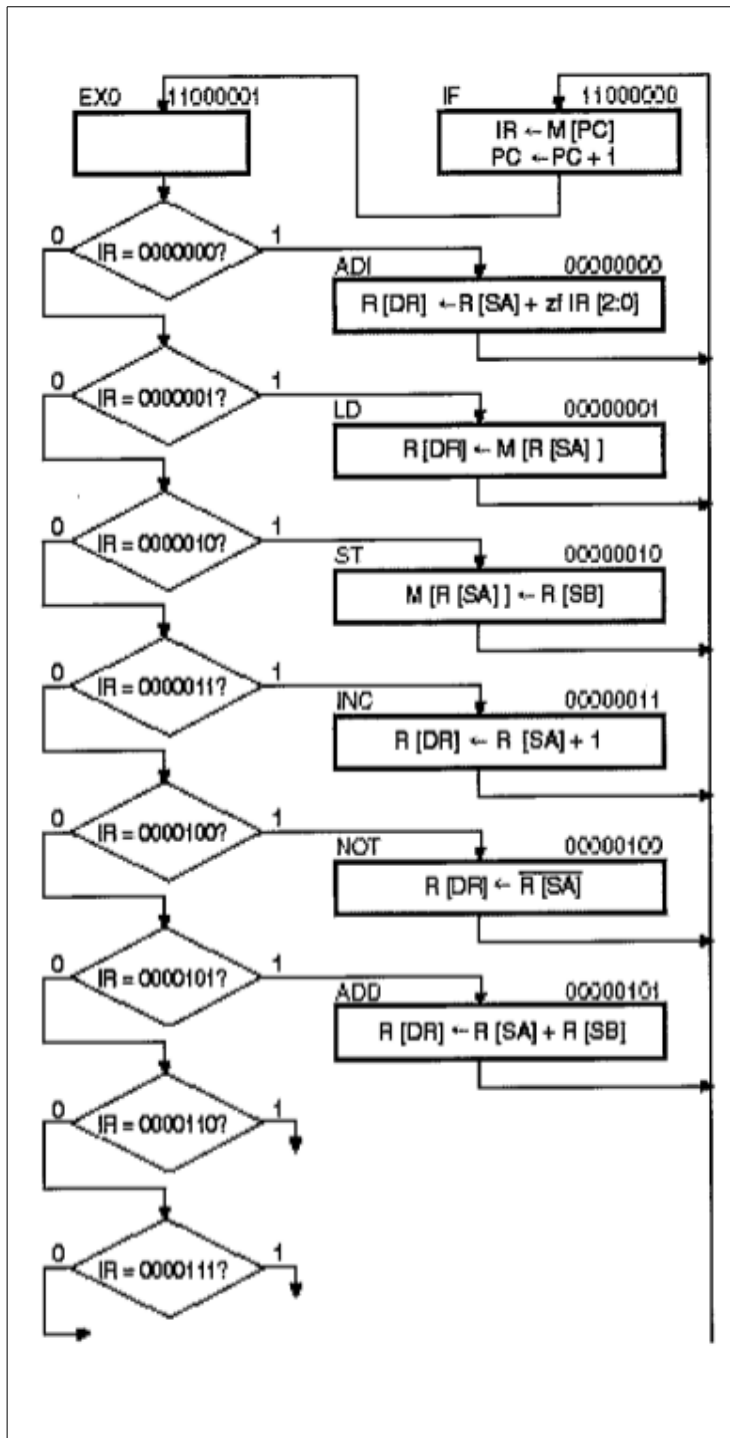 EX0 11000001
IF 11000000
IR ← M [PC]
PC ← PC + 1
0 IR = 0000000? 1
ADI 00000000
R [DR] ← R [SA] + zf IR [2:0]
0 IR = 0000001? 1
LD 00000001
R [DR] ← M [R [SA] ]
0 IR = 0000010? 1
ST 00000010
M [R [SA] ] ← R [SB]
0 IR = 0000011? 1
INC 00000011
R [DR] ← R [SA] + 1
0 IR = 0000100? 1
NOT 00000100
R [DR] ← R̅ ̅[̅S̅A̅]̅
0 IR = 0000101? 1
ADD 00000101
R [DR] ← R [SA] + R [SB]
0 IR = 0000110? 1
0 IR = 0000111? 1